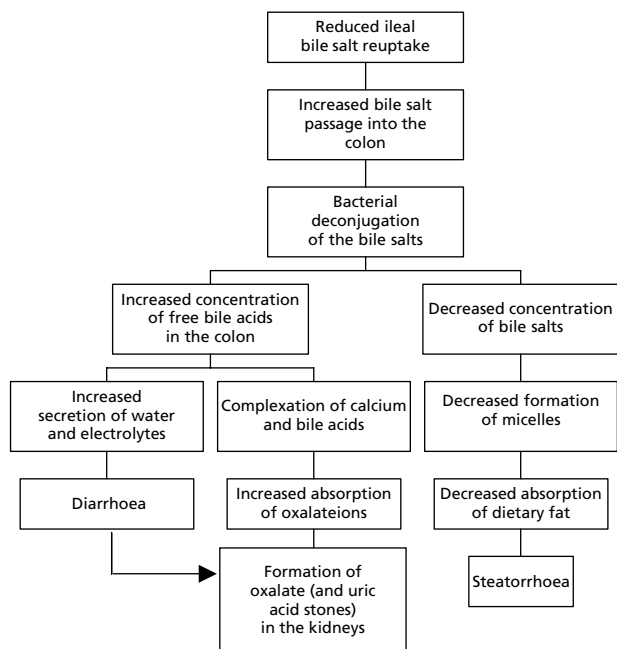 Reduced ileal
bile salt reuptake
Increased bile salt
passage into the
colon
Bacterial
deconjugation
of the bile salts
Increased concentration
of free bile acids
in the colon
Decreased concentration
of bile salts
Increased
secretion of water
and electrolytes
Complexation of calcium
and bile acids
Decreased formation
of micelles
Diarrhoea
Increased absorption
of oxalateions
Decreased absorption
of dietary fat
Formation of
oxalate (and uric
acid stones)
in the kidneys
Steatorrhoea